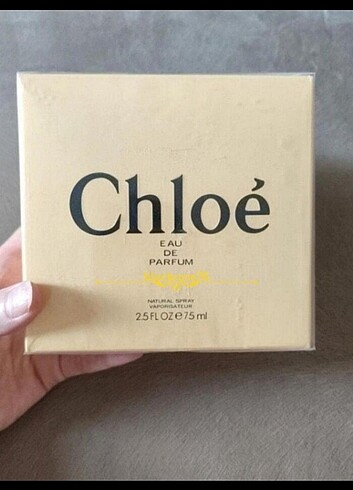 Chloé
EAU
DE
PARFUM
NATURAL SPRAY
VAPORISATEUR
2.5 FL OZ e 75 ml